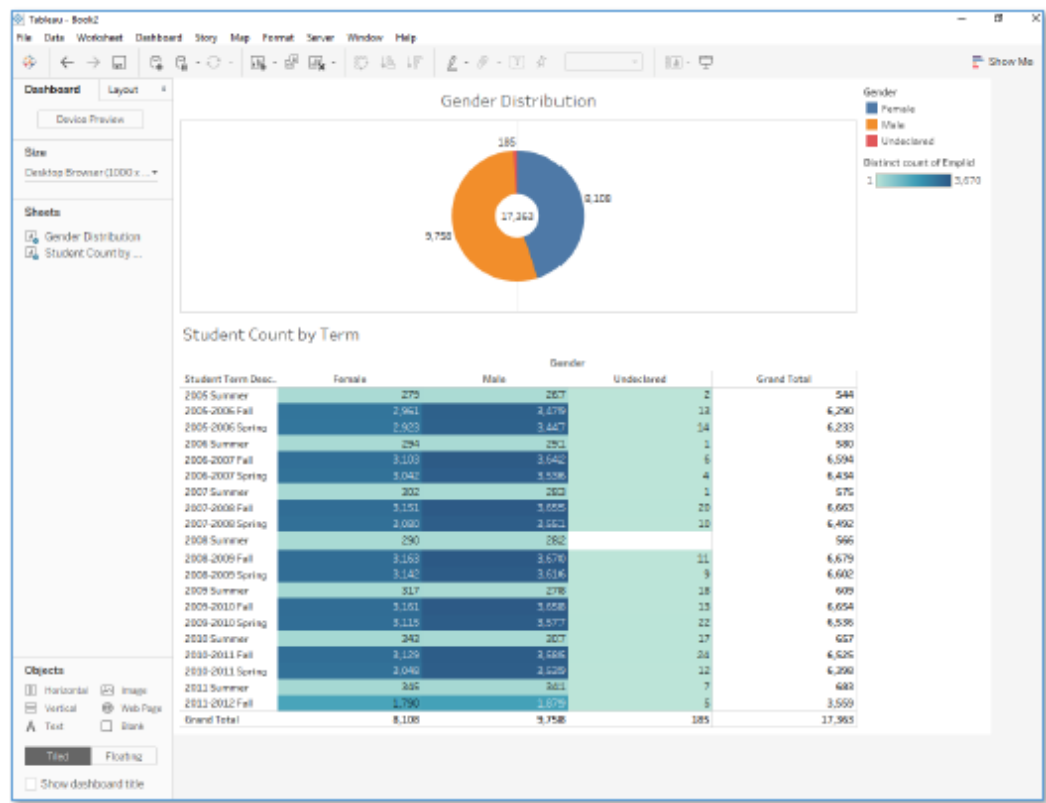 Tableau - Book2
File Data Worksheet Dashboard Story Map Format Server Window Help
Show Me
Dashboard Layout
Device Preview
Size
Desktop Browser (1000 x ...
Sheets
Gender Distribution
Student Count by ...
Objects
Horizontal Image
Vertical Web Page
Text Blank
Tiled Floating
Show dashboard title
Gender Distribution
185
8,108
17,363
9,758
Gender
Female
Male
Undeclared
Distinct count of Emplid
1 3,670
Student Count by Term
Gender
Student Term Desc.. Female Male Undeclared Grand Total
2005 Summer 279 267 2 544
2005-2006 Fall 2,961 3,479 13 6,290
2005-2006 Spring 2,923 3,447 14 6,233
2006 Summer 294 291 1 580
2006-2007 Fall 3,103 3,642 6 6,594
2006-2007 Spring 3,042 4 6,434
2007 Summer 302 283 1 575
2007-2008 Fall 3,151 3,655 20 6,663
2007-2008 Spring 3,080 3,551 10 6,492
2008 Summer 290 282 566
2008-2009 Fall 3,163 3,670 11 6,679
2008-2009 Spring 3,142 3,616 9 6,602
2009 Summer 317 278 18 609
2009-2010 Fall 3,161 3,658 13 6,654
2009-2010 Spring 3,115 3,577 22 6,536
2010 Summer 343 307 17 657
2010-2011 Fall 3,129 24 6,525
2010-2011 Spring 3,048 3,539 12 6,398
2011 Summer 346 341 7 683
2011-2012 Fall 1,790 1,879 5 3,559
Grand Total 8,108 9,758 185 17,363